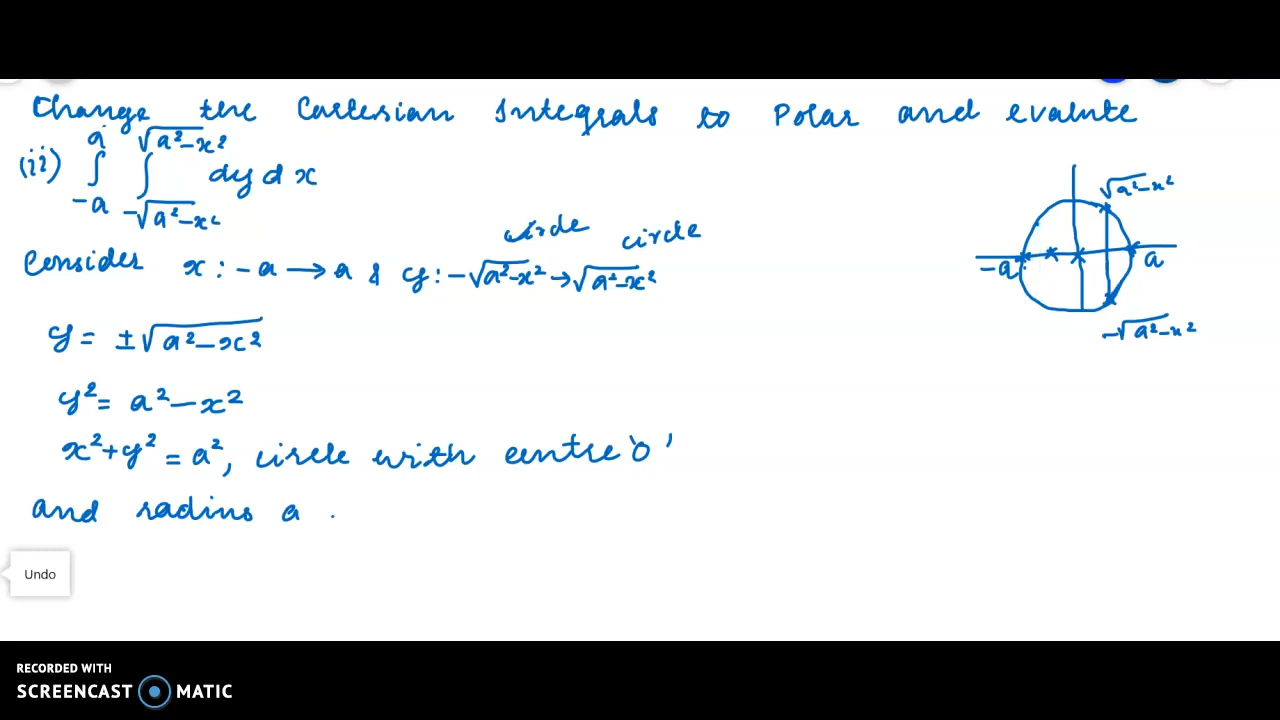 Change the Cartesian Integrals to Polar and evalute
(ii) ∫_{-a}^{a} ∫_{-√(a²-x²)}^{√(a²-x²)} dy dx
√a²-x²
-a
a
-√a²-x²
circle circle
Consider x : -a → a & y : -√a²-x² → √a²-x²
y = ±√a²-x²
y² = a²-x²
x²+y² = a², circle with centre 'o'
and radius a .
Undo
RECORDED WITH
SCREENCAST MATIC